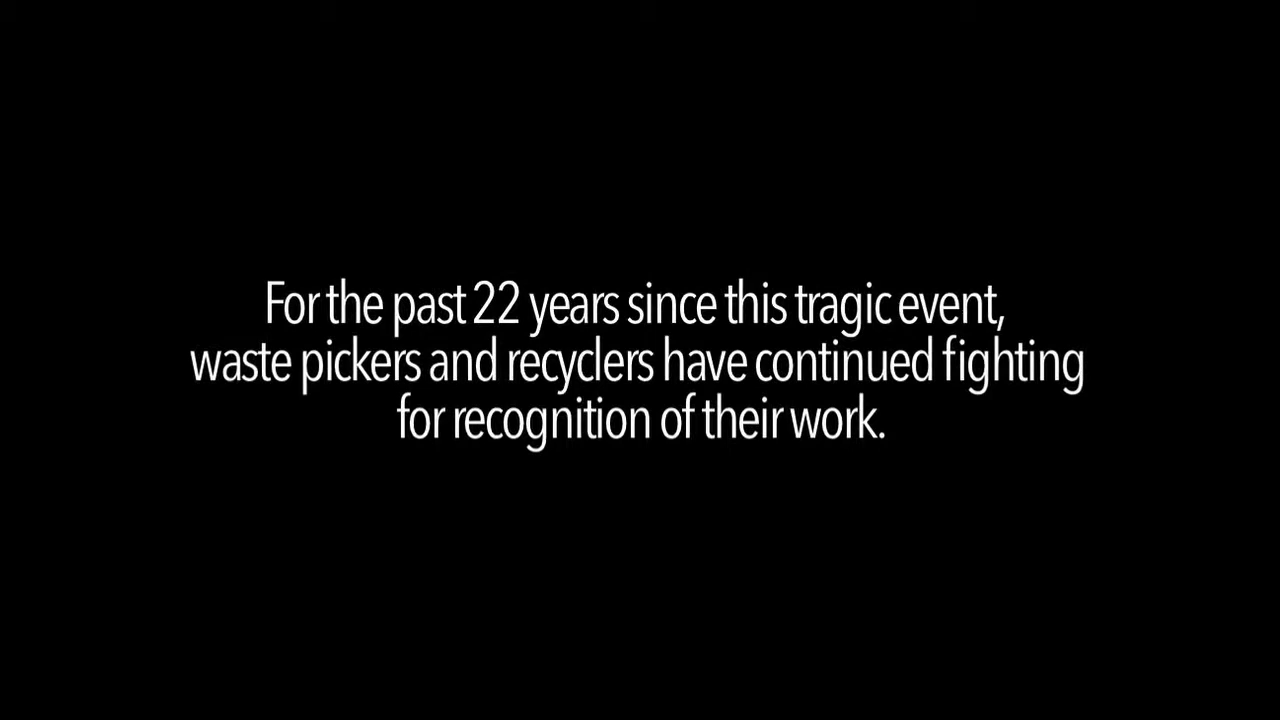 For the past 22 years since this tragic event,
waste pickers and recyclers have continued fighting
for recognition of their work.